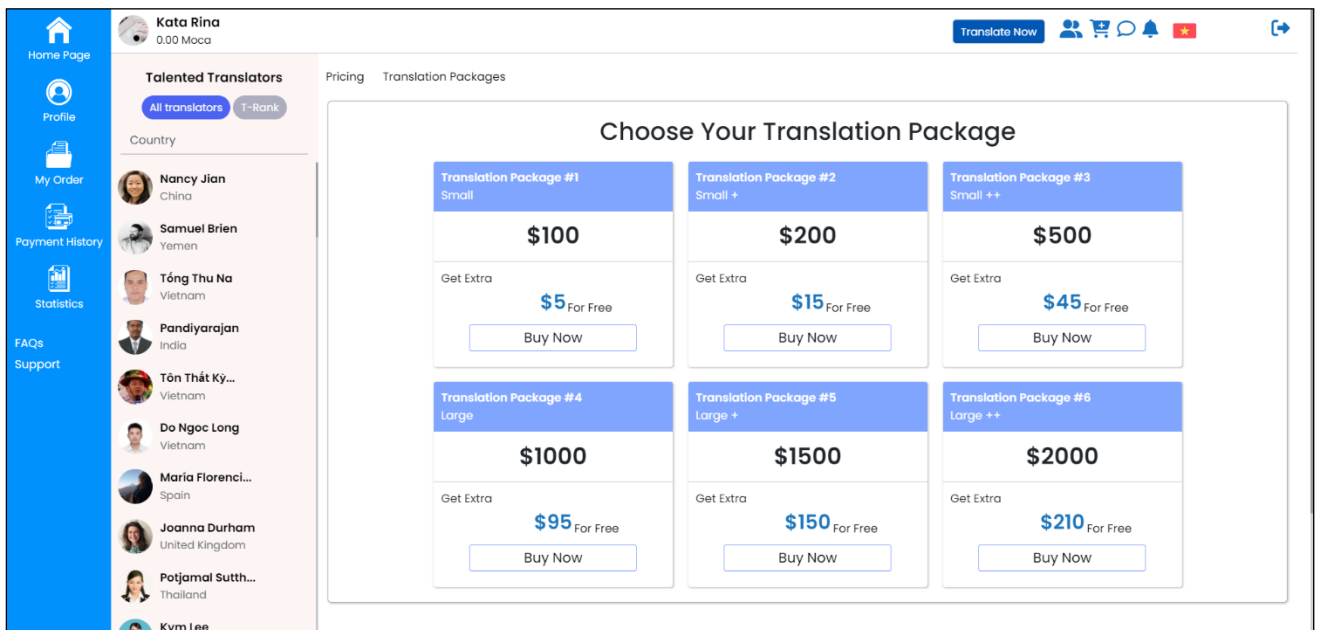 Home Page
Profile
My Order
Payment History
Statistics
FAQs
Support
Kata Rina
0.00 Moca
Translate Now
Talented Translators
All translators T-Rank
Country
Nancy Jian
China
Samuel Brien
Yemen
Tống Thu Na
Vietnam
Pandiyarajan
India
Tôn Thất Kỳ...
Vietnam
Do Ngoc Long
Vietnam
María Florenci...
Spain
Joanna Durham
United Kingdom
Potjamal Sutth...
Thailand
Kym Lee
Pricing Translation Packages
Choose Your Translation Package
Translation Package #1
Small
$100
Get Extra
$5 For Free
Buy Now
Translation Package #2
Small +
$200
Get Extra
$15 For Free
Buy Now
Translation Package #3
Small ++
$500
Get Extra
$45 For Free
Buy Now
Translation Package #4
Large
$1000
Get Extra
$95 For Free
Buy Now
Translation Package #5
Large +
$1500
Get Extra
$150 For Free
Buy Now
Translation Package #6
Large ++
$2000
Get Extra
$210 For Free
Buy Now